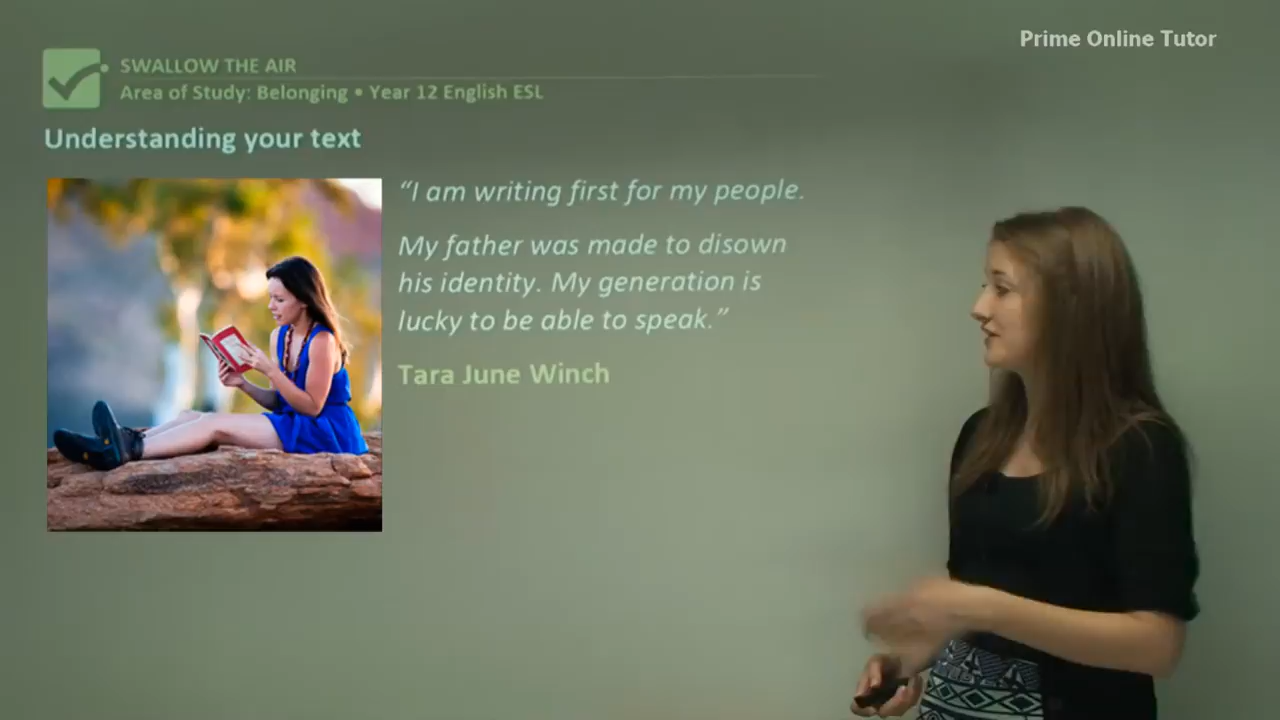 Prime Online Tutor
SWALLOW THE AIR
Area of Study: Belonging • Year 12 English ESL
Understanding your text
“I am writing first for my people.
My father was made to disown
his identity. My generation is
lucky to be able to speak.”
Tara June Winch